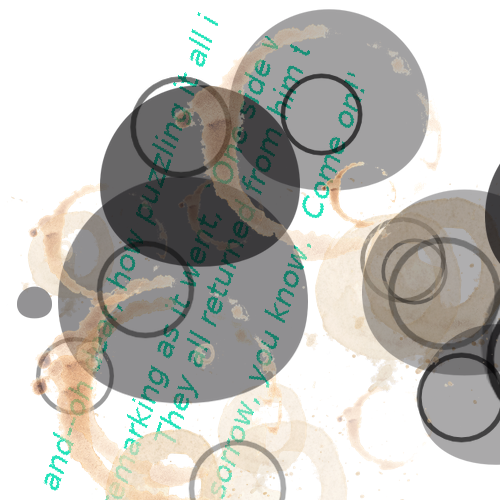 and--oh dear, how puzzling it all i
emarking as it went, One side v
They all returned from him t
sorrow, you know. Come on!'